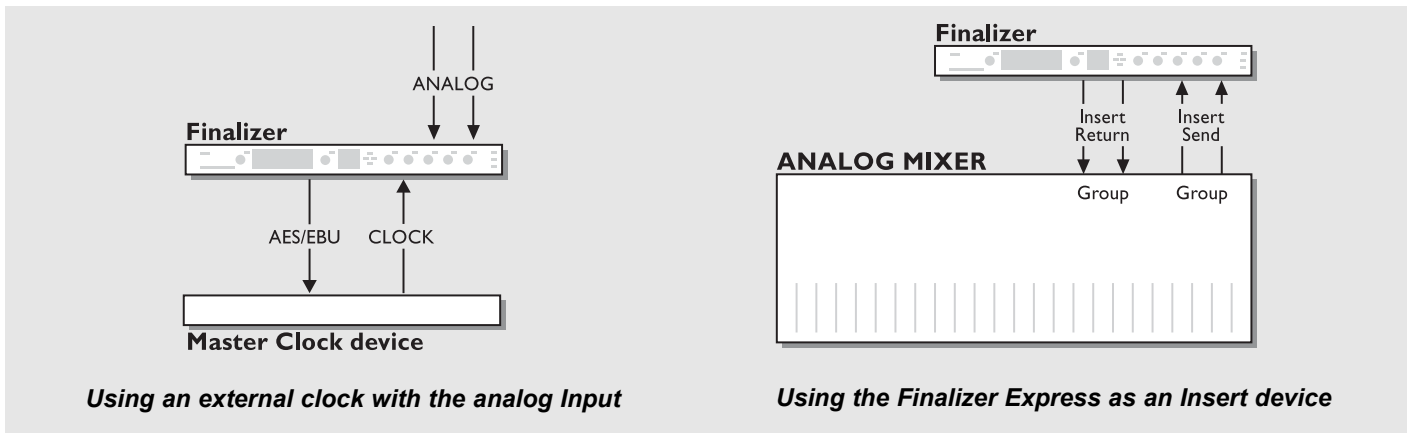 ANALOG
Finalizer
AES/EBU CLOCK
Master Clock device
Using an external clock with the analog Input
Finalizer
Insert Return
Insert Send
ANALOG MIXER
Group Group
Using the Finalizer Express as an Insert device